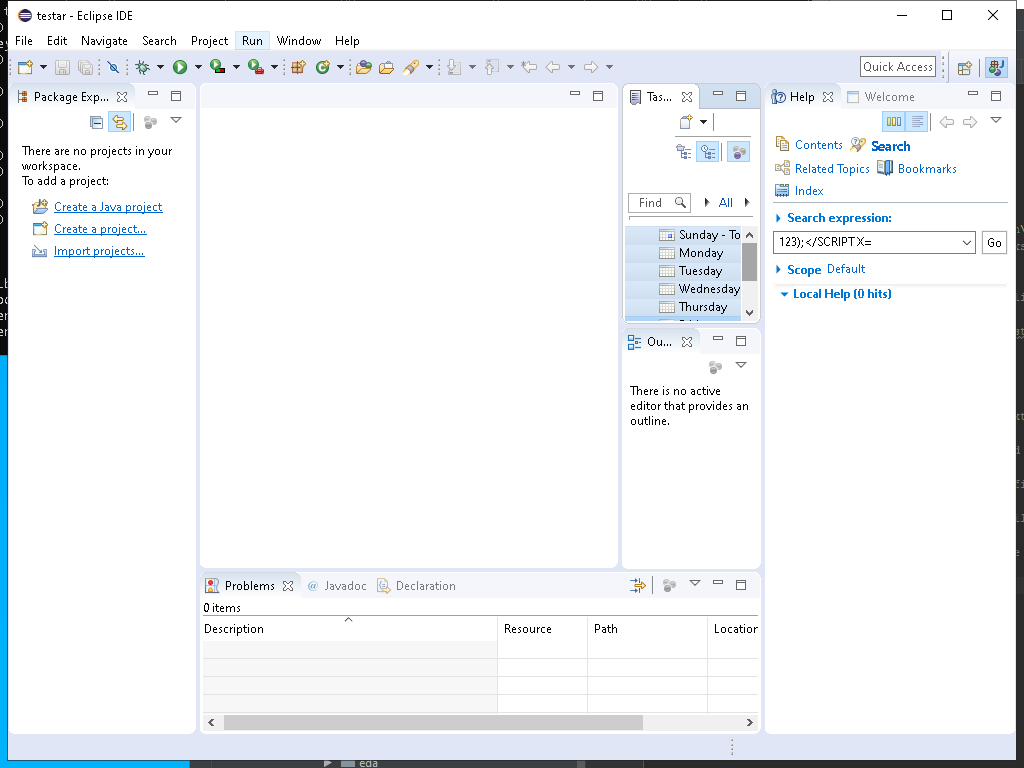 testar - Eclipse IDE
File Edit Navigate Search Project Run Window Help
Quick Access
Package Exp...
There are no projects in your
workspace.
To add a project:
Create a Java project
Create a project...
Import projects...
Tas...
Find
All
Sunday - To
Monday
Tuesday
Wednesday
Thursday
Ou...
There is no active
editor that provides an
outline.
Help Welcome
Contents Search
Related Topics Bookmarks
Index
Search expression:
123);</SCRIPT X=
Go
Scope Default
Local Help (0 hits)
Problems @ Javadoc Declaration
0 items
Description Resource Path Location
eda